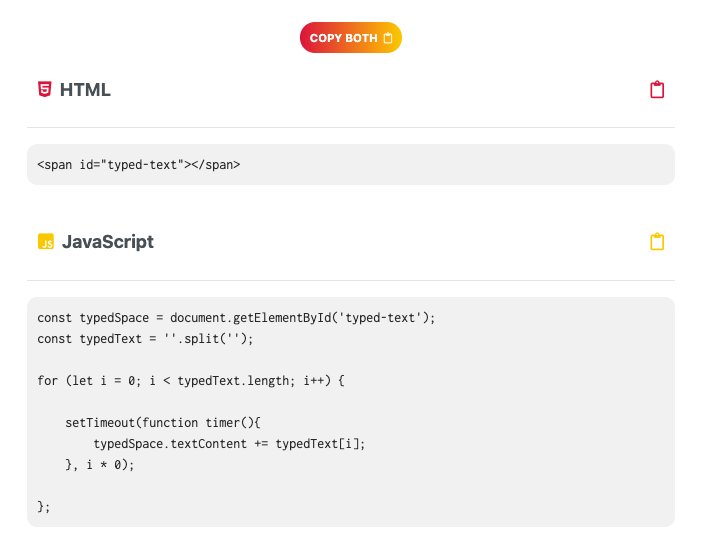 COPY BOTH
HTML
<span id="typed-text"></span>
JS JavaScript
const typedSpace = document.getElementById('typed-text');
const typedText = ''.split('');
for (let i = 0; i < typedText.length; i++) {
    setTimeout(function timer(){
        typedSpace.textContent += typedText[i];
    }, i * 0);
};